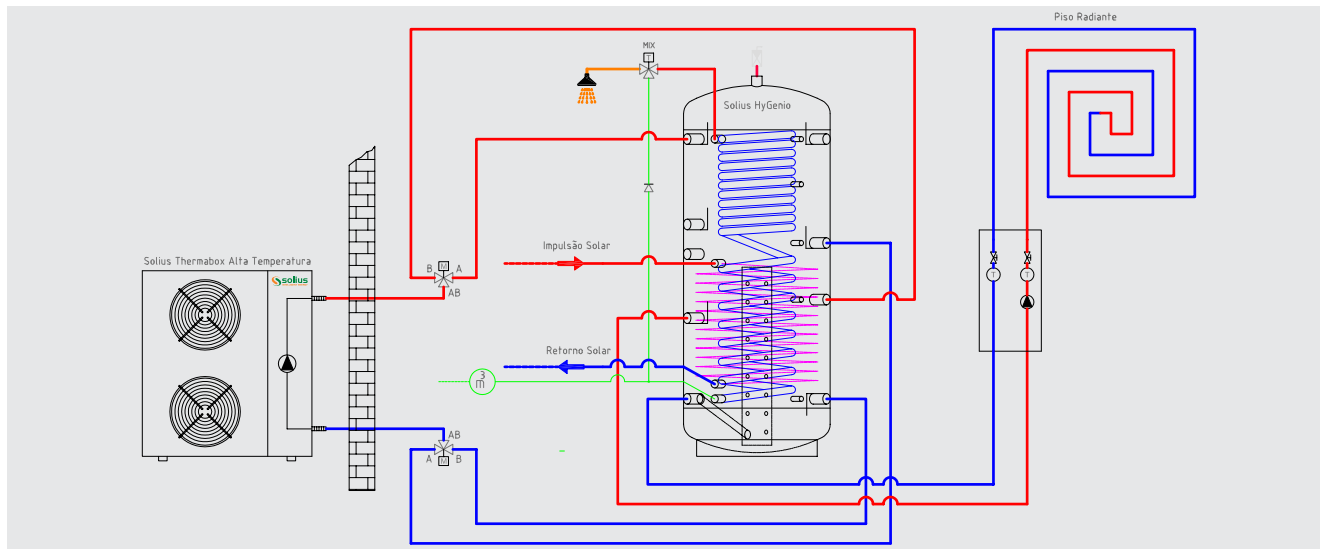 Piso Radiante
MIX
T
Solius HyGenio
Impulsão Solar
Solius Thermabox Alta Temperatura
solius
B
M
A
AB
T
T
Retorno Solar
3
m
AB
A
M
B